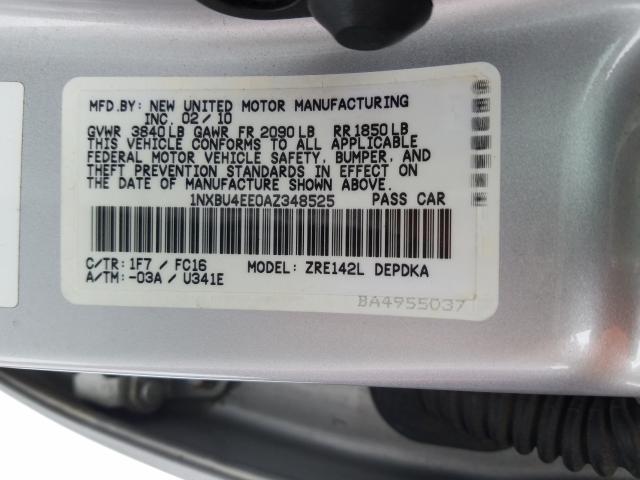 MFD.BY: NEW UNITED MOTOR MANUFACTURING
INC. 02/10
GVWR 3840LB GAWR FR 2090LB RR 1850LB
THIS VEHICLE CONFORMS TO ALL APPLICABLE
FEDERAL MOTOR VEHICLE SAFETY, BUMPER, AND
THEFT PREVENTION STANDARDS IN EFFECT ON
THE DATE OF MANUFACTURE SHOWN ABOVE.
1NXBU4EE0AZ348525 PASS CAR
C/TR: 1F7 / FC16 MODEL: ZRE142L DEPDKA
A/TM: -03A / U341E
BA4955037